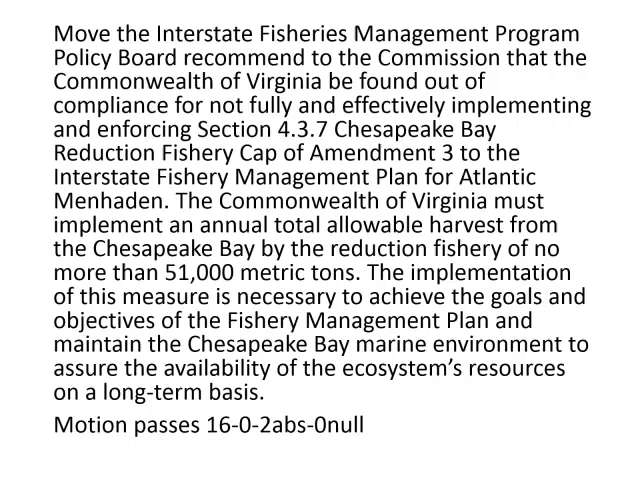 Move the Interstate Fisheries Management Program
Policy Board recommend to the Commission that the
Commonwealth of Virginia be found out of
compliance for not fully and effectively implementing
and enforcing Section 4.3.7 Chesapeake Bay
Reduction Fishery Cap of Amendment 3 to the
Interstate Fishery Management Plan for Atlantic
Menhaden. The Commonwealth of Virginia must
implement an annual total allowable harvest from
the Chesapeake Bay by the reduction fishery of no
more than 51,000 metric tons. The implementation
of this measure is necessary to achieve the goals and
objectives of the Fishery Management Plan and
maintain the Chesapeake Bay marine environment to
assure the availability of the ecosystem’s resources
on a long-term basis.
Motion passes 16-0-2abs-0null